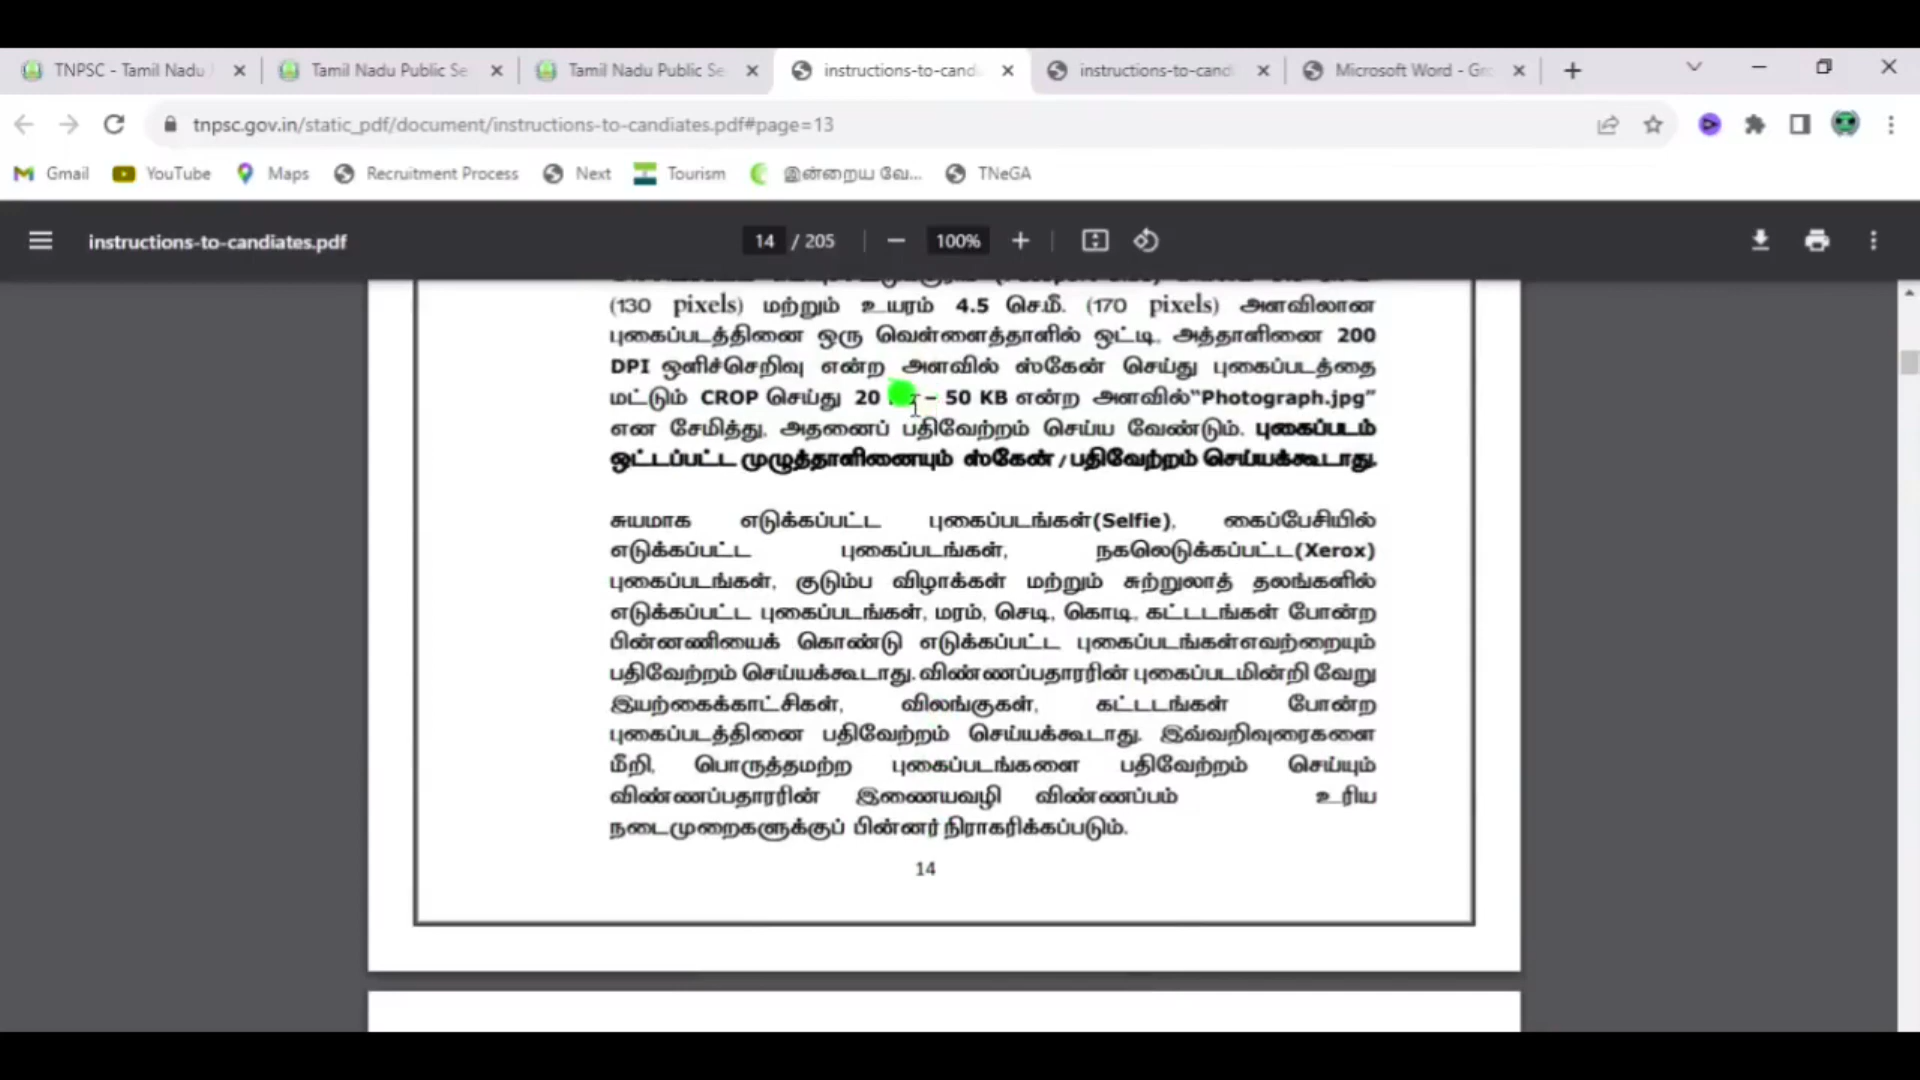 TNPSC - Tamil Nadu
Tamil Nadu Public Se
Tamil Nadu Public Se
instructions-to-candi
instructions-to-cand
Microsoft Word - Gr
tnpsc.gov.in/static_pdf/document/instructions-to-candiates.pdf#page=13
Gmail
YouTube
Maps
Recruitment Process
Next
Tourism
இன்றைய வே...
TNeGA
instructions-to-candiates.pdf
14 / 205
100%
(130 pixels) மற்றும் உயரம் 4.5 செ.மீ. (170 pixels) அளவிலான
புகைப்படத்தினை ஒரு வெள்ளைத்தாளில் ஒட்டி, அத்தாளினை 200
DPI ஒளிச்செறிவு என்ற அளவில் ஸ்கேன் செய்து புகைப்படத்தை
மட்டும் CROP செய்து 20 – 50 KB என்ற அளவில்"Photograph.jpg"
என சேமித்து, அதனைப் பதிவேற்றம் செய்ய வேண்டும். புகைப்படம்
ஒட்டப்பட்ட முழுத்தாளினையும் ஸ்கேன் / பதிவேற்றம் செய்யக்கூடாது.
சுயமாக எடுக்கப்பட்ட புகைப்படங்கள்(Selfie), கைப்பேசியில்
எடுக்கப்பட்ட புகைப்படங்கள், நகலெடுக்கப்பட்ட(Xerox)
புகைப்படங்கள், குடும்ப விழாக்கள் மற்றும் சுற்றுலாத் தலங்களில்
எடுக்கப்பட்ட புகைப்படங்கள், மரம், செடி, கொடி, கட்டடங்கள் போன்ற
பின்னணியைக் கொண்டு எடுக்கப்பட்ட புகைப்படங்கள்எவற்றையும்
பதிவேற்றம் செய்யக்கூடாது. விண்ணப்பதாரரின் புகைப்படமின்றி வேறு
இயற்கைக்காட்சிகள், விலங்குகள், கட்டடங்கள் போன்ற
புகைப்படத்தினை பதிவேற்றம் செய்யக்கூடாது. இவ்வறிவுரைகளை
மீறி, பொருத்தமற்ற புகைப்படங்களை பதிவேற்றம் செய்யும்
விண்ணப்பதாரரின் இணையவழி விண்ணப்பம் உரிய
நடைமுறைகளுக்குப் பின்னர் நிராகரிக்கப்படும்.
14